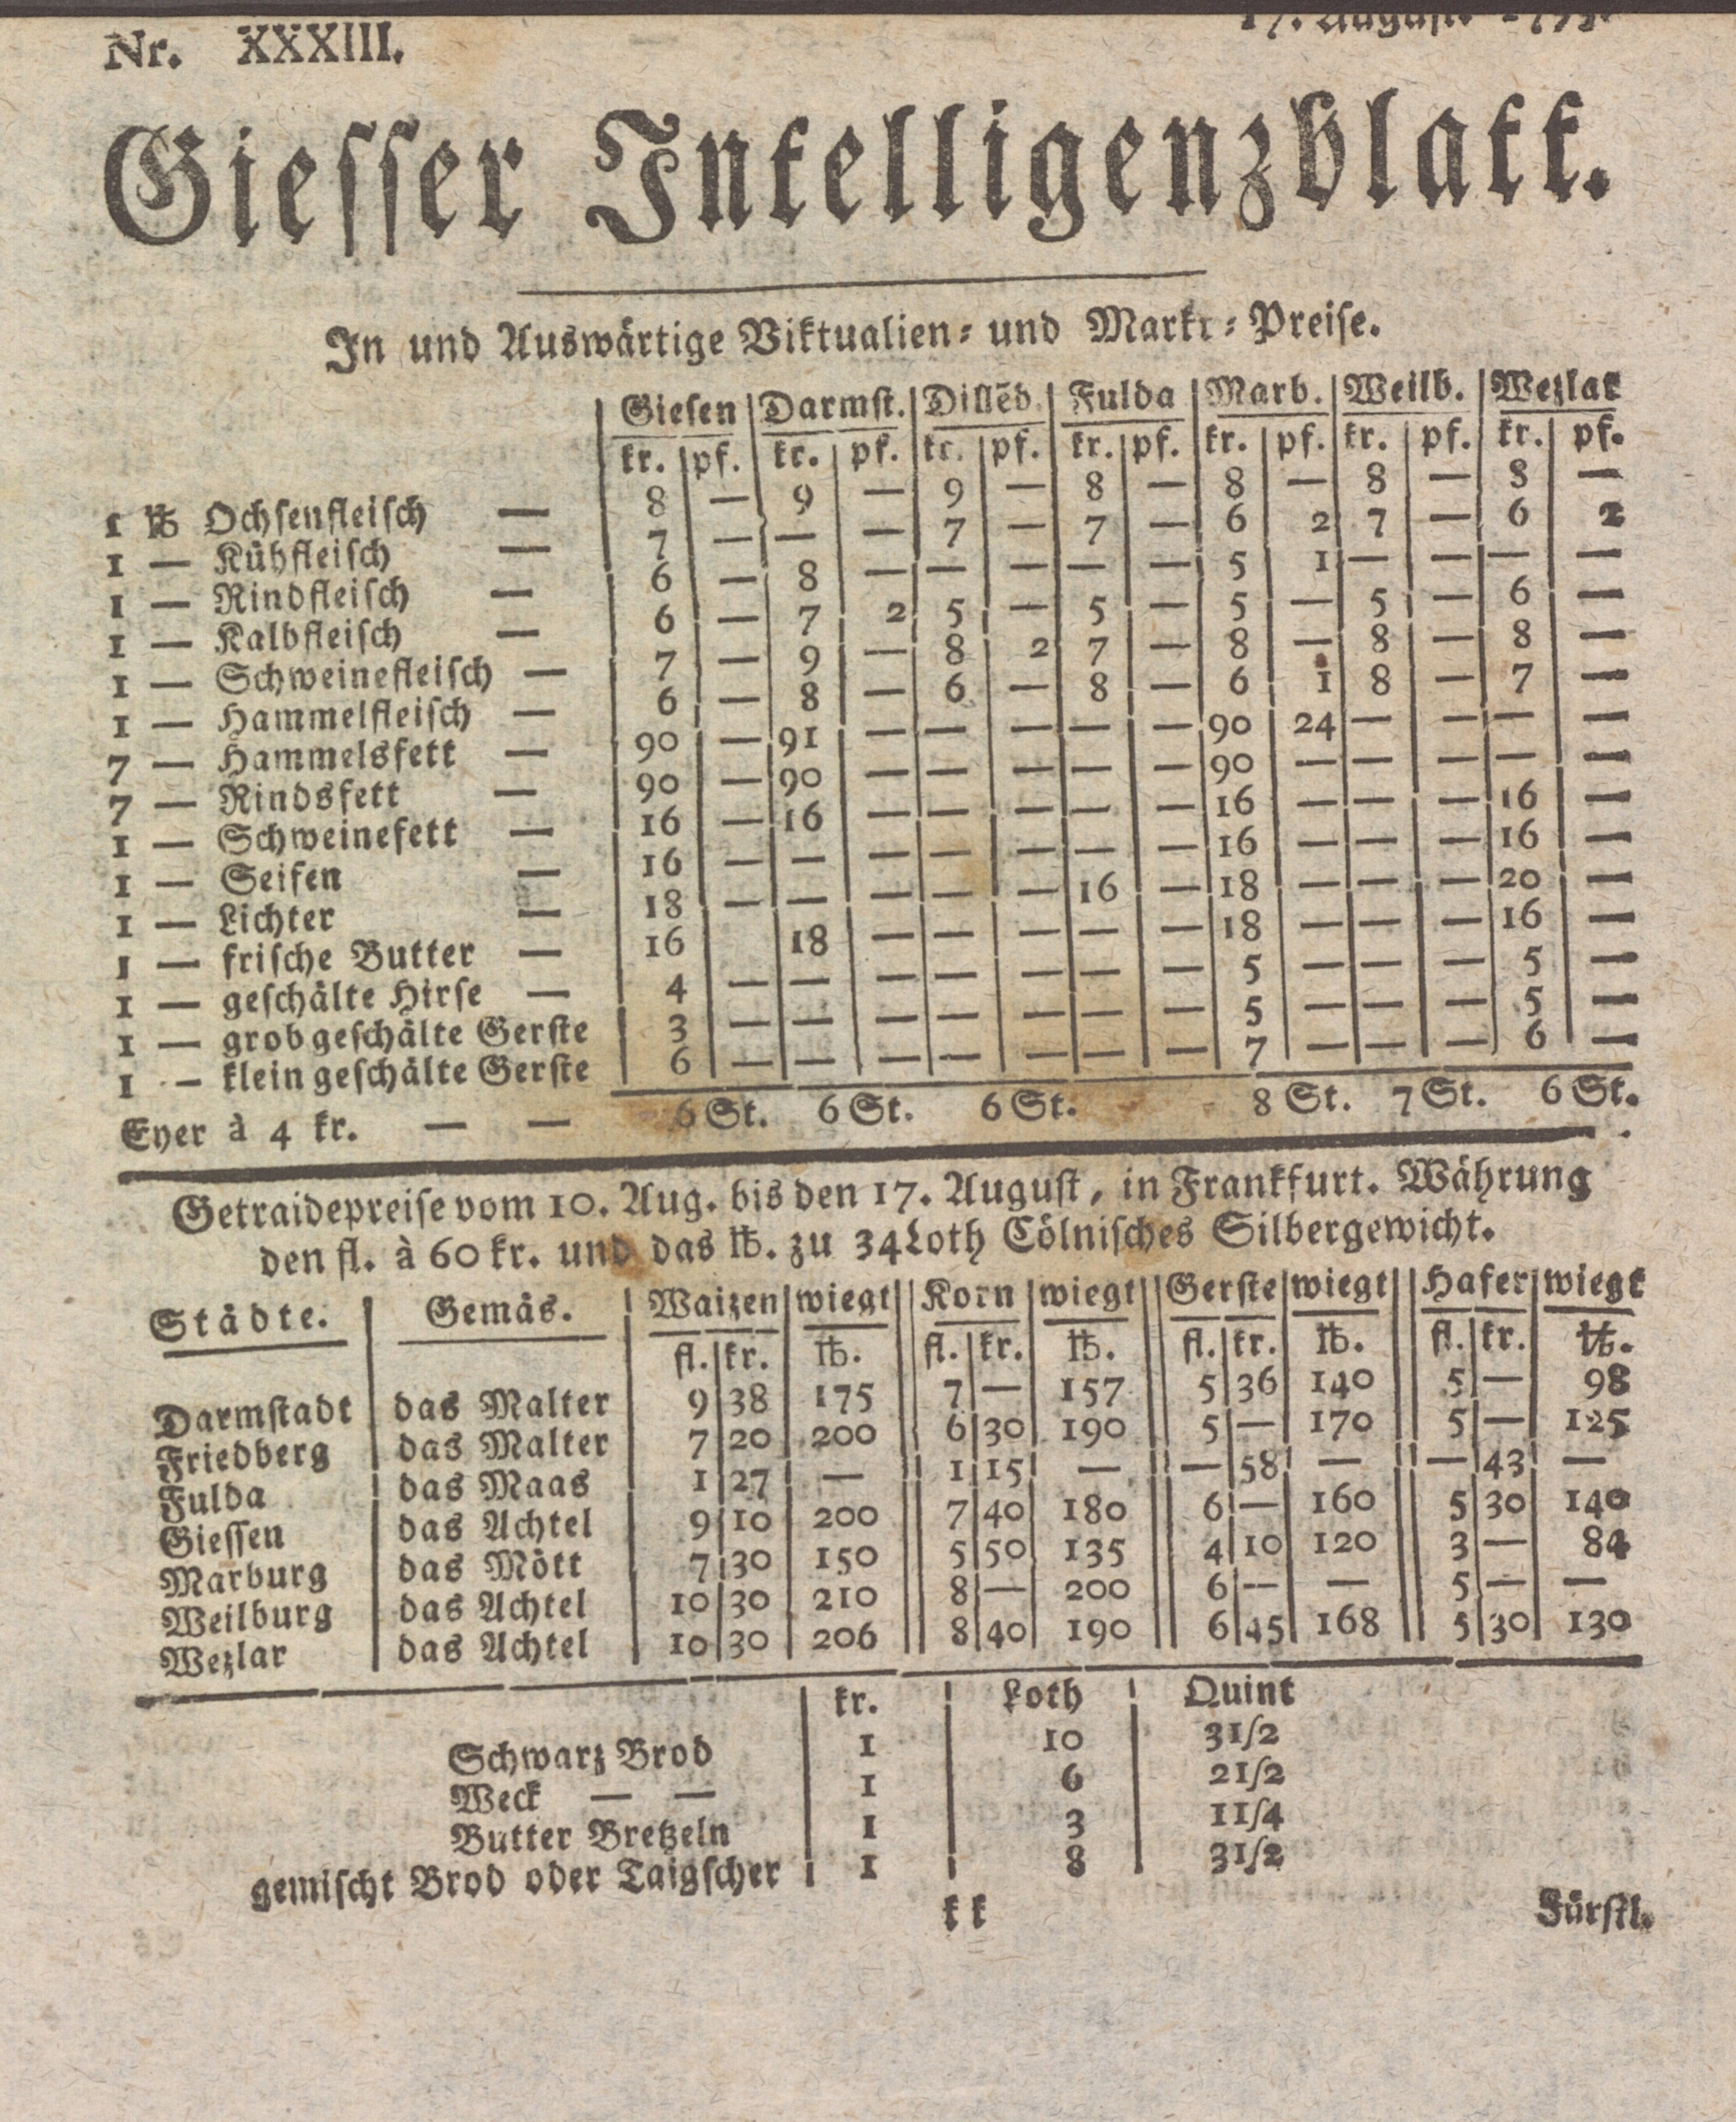 Nr. XXXIII.
17. August
Giesser Intelligenzblatt.
In und Auswärtige Viktualien- und Markt-Preise.
Giesen Darmst. Dillēb. Fulda Marb. Weilb. Wezlar
kr. pf. kr. pf. kr. pf. kr. pf. kr. pf. kr. pf. kr. pf.
1 ℔ Ochsenfleisch — 8 — 9 — 9 — 8 — 8 — 8 — 8 —
1 — Kühfleisch — 7 — — — 7 — 7 — 6 2 7 — 6 2
1 — Rindfleisch — 6 — 8 — — — — — 5 1 — — — —
1 — Kalbfleisch — 6 — 7 2 5 — 5 — 5 — 5 — 6 —
1 — Schweinefleisch — 7 — 9 — 8 2 7 — 8 — 8 — 8 —
1 — Hammelfleisch — 6 — 8 — 6 — 8 — 6 1 8 — 7 —
7 — Hammelsfett — 90 — 91 — — — — — 90 24 — — — —
7 — Rindsfett — 90 — 90 — — — — — 90 — — — — —
1 — Schweinefett — 16 — 16 — — — — — 16 — — — 16 —
1 — Seifen — 16 — — — — — — — 16 — — — 16 —
1 — Lichter — 18 — — — — — 16 — 18 — — — 20 —
1 — frische Butter — 16 18 — — — — — 18 — — — 16 —
1 — geschälte Hirse — 4 — — — — — — — 5 — — — 5 —
1 — grob geschälte Gerste 3 — — — — — — — 5 — — — 5 —
1 — klein geschälte Gerste 6 — — — — — — — 7 — — — 6 —
Eyer à 4 kr. — — 6 St. 6 St. 6 St. 8 St. 7 St. 6 St.
Getraidepreise vom 10. Aug. bis den 17. August, in Frankfurt. Währung
den fl. à 60 kr. und das ℔. zu 34 Loth Cölnisches Silbergewicht.
Städte. Gemäs. Waizen wiegt Korn wiegt Gerste wiegt Hafer wiegt
fl. kr. ℔. fl. kr. ℔. fl. kr. ℔. fl. kr. ℔.
Darmstadt das Malter 9 38 175 7 — 157 5 36 140 5 — 98
Friedberg das Malter 7 20 200 6 30 190 5 — 170 5 — 125
Fulda das Maas 1 27 — 1 15 — — 58 — — 43 —
Giessen das Achtel 9 10 200 7 40 180 6 — 160 5 30 140
Marburg das Mött 7 30 150 5 50 135 4 10 120 3 — 84
Weilburg das Achtel 10 30 210 8 — 200 6 — — 5 — —
Wezlar das Achtel 10 30 206 8 40 190 6 45 168 5 30 130
kr. Loth Quint
Schwarz Brod 1 10 31/2
Weck — — 1 6 21/2
Butter Bretzeln 1 3 11/4
gemischt Brod oder Taigscher 1 8 31/2
kk Fürstl.